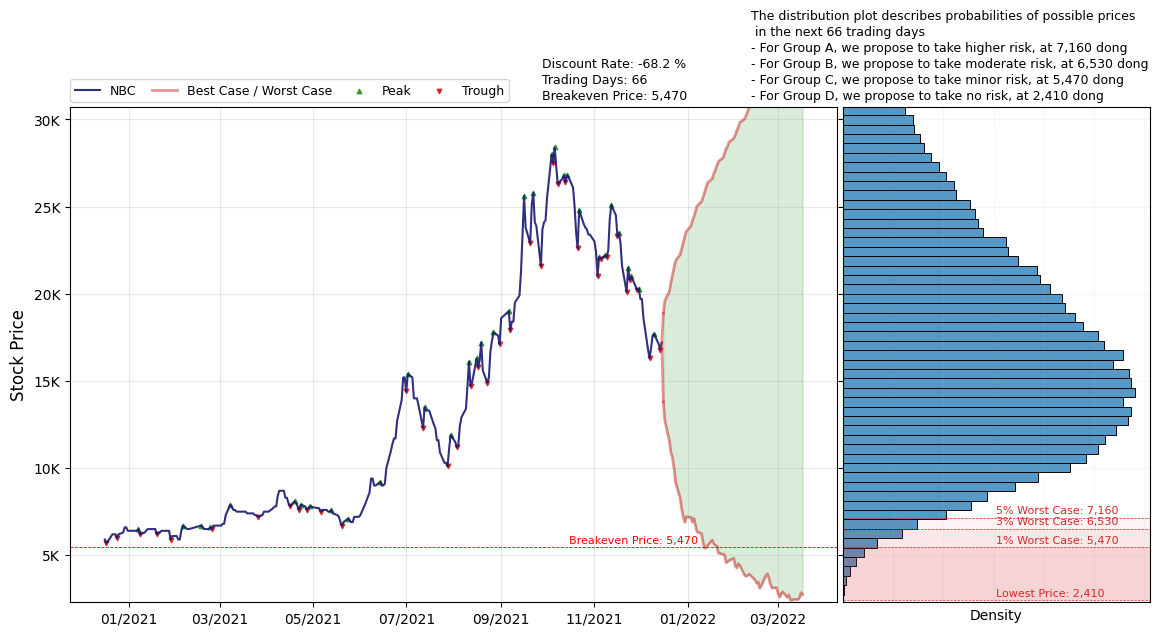 The distribution plot describes probabilities of possible prices
in the next 66 trading days
- For Group A, we propose to take higher risk, at 7,160 dong
- For Group B, we propose to take moderate risk, at 6,530 dong
- For Group C, we propose to take minor risk, at 5,470 dong
- For Group D, we propose to take no risk, at 2,410 dong
Discount Rate: -68.2 %
Trading Days: 66
Breakeven Price: 5,470
NBC Best Case / Worst Case Peak Trough
30K
25K
20K
15K
10K
5K
Stock Price
Breakeven Price: 5,470
5% Worst Case: 7,160
3% Worst Case: 6,530
1% Worst Case: 5,470
Lowest Price: 2,410
01/2021 03/2021 05/2021 07/2021 09/2021 11/2021 01/2022 03/2022
Density